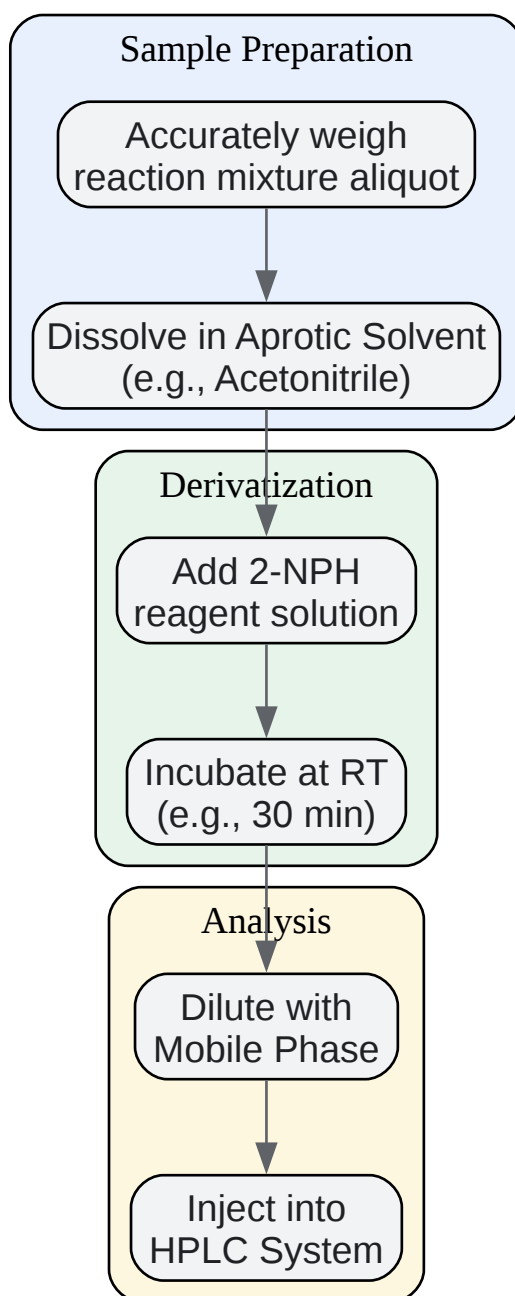 Sample Preparation
Accurately weigh
reaction mixture aliquot
Dissolve in Aprotic Solvent
(e.g., Acetonitrile)
Derivatization
Add 2-NPH
reagent solution
Incubate at RT
(e.g., 30 min)
Analysis
Dilute with
Mobile Phase
Inject into
HPLC System